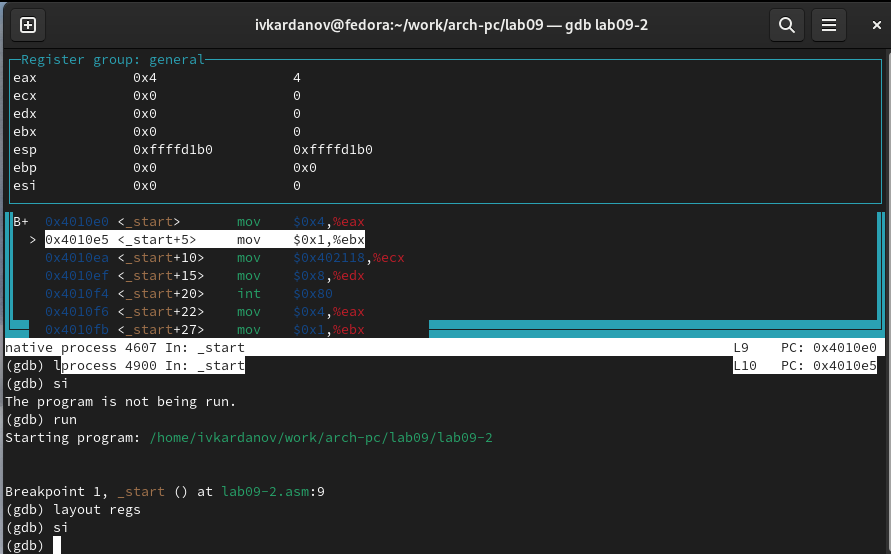 ivkardanov@fedora:~/work/arch-pc/lab09 — gdb lab09-2
Register group: general
eax 0x4 4
ecx 0x0 0
edx 0x0 0
ebx 0x0 0
esp 0xffffd1b0 0xffffd1b0
ebp 0x0 0x0
esi 0x0 0
B+ 0x4010e0 <_start> mov $0x4,%eax
> 0x4010e5 <_start+5> mov $0x1,%ebx
0x4010ea <_start+10> mov $0x402118,%ecx
0x4010ef <_start+15> mov $0x8,%edx
0x4010f4 <_start+20> int $0x80
0x4010f6 <_start+22> mov $0x4,%eax
0x4010fb <_start+27> mov $0x1,%ebx
native process 4607 In: _start L9 PC: 0x4010e0
(gdb) lprocess 4900 In: _start L10 PC: 0x4010e5
(gdb) si
The program is not being run.
(gdb) run
Starting program: /home/ivkardanov/work/arch-pc/lab09/lab09-2
Breakpoint 1, _start () at lab09-2.asm:9
(gdb) layout regs
(gdb) si
(gdb)